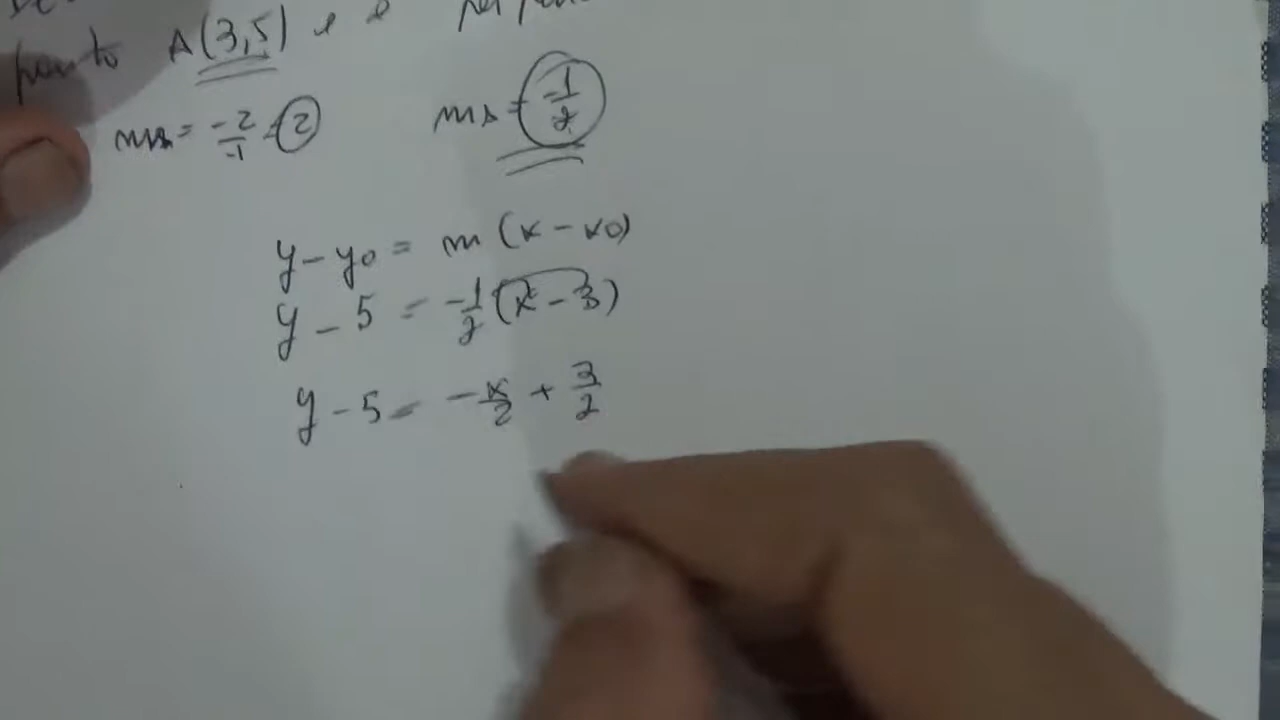 ponto A(3,5) e é
mr = -2/-1 = 2 ms = -1/2
y - y0 = m (x - x0)
y - 5 = -1/2 (x - 3)
y - 5 = -x/2 + 3/2